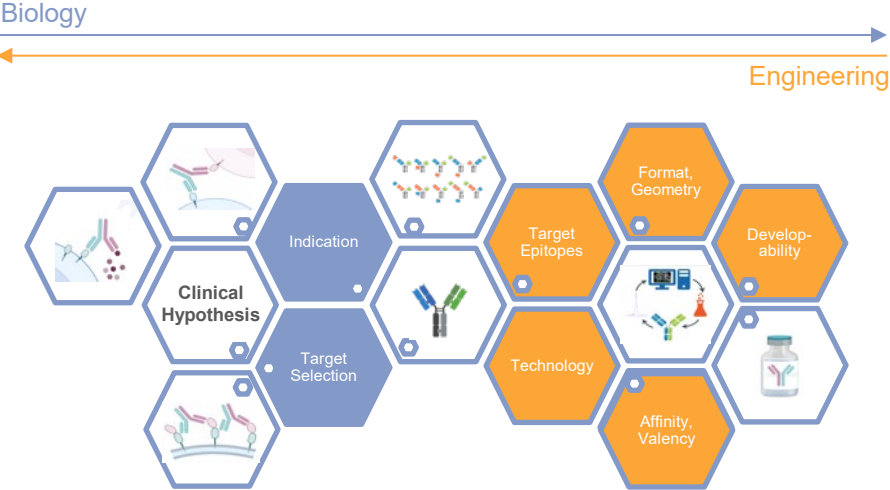 Biology
Engineering
Format,
Geometry
Indication
Target
Epitopes
Develop-
ability
Clinical
Hypothesis
Target
Selection
Technology
Affinity,
Valency